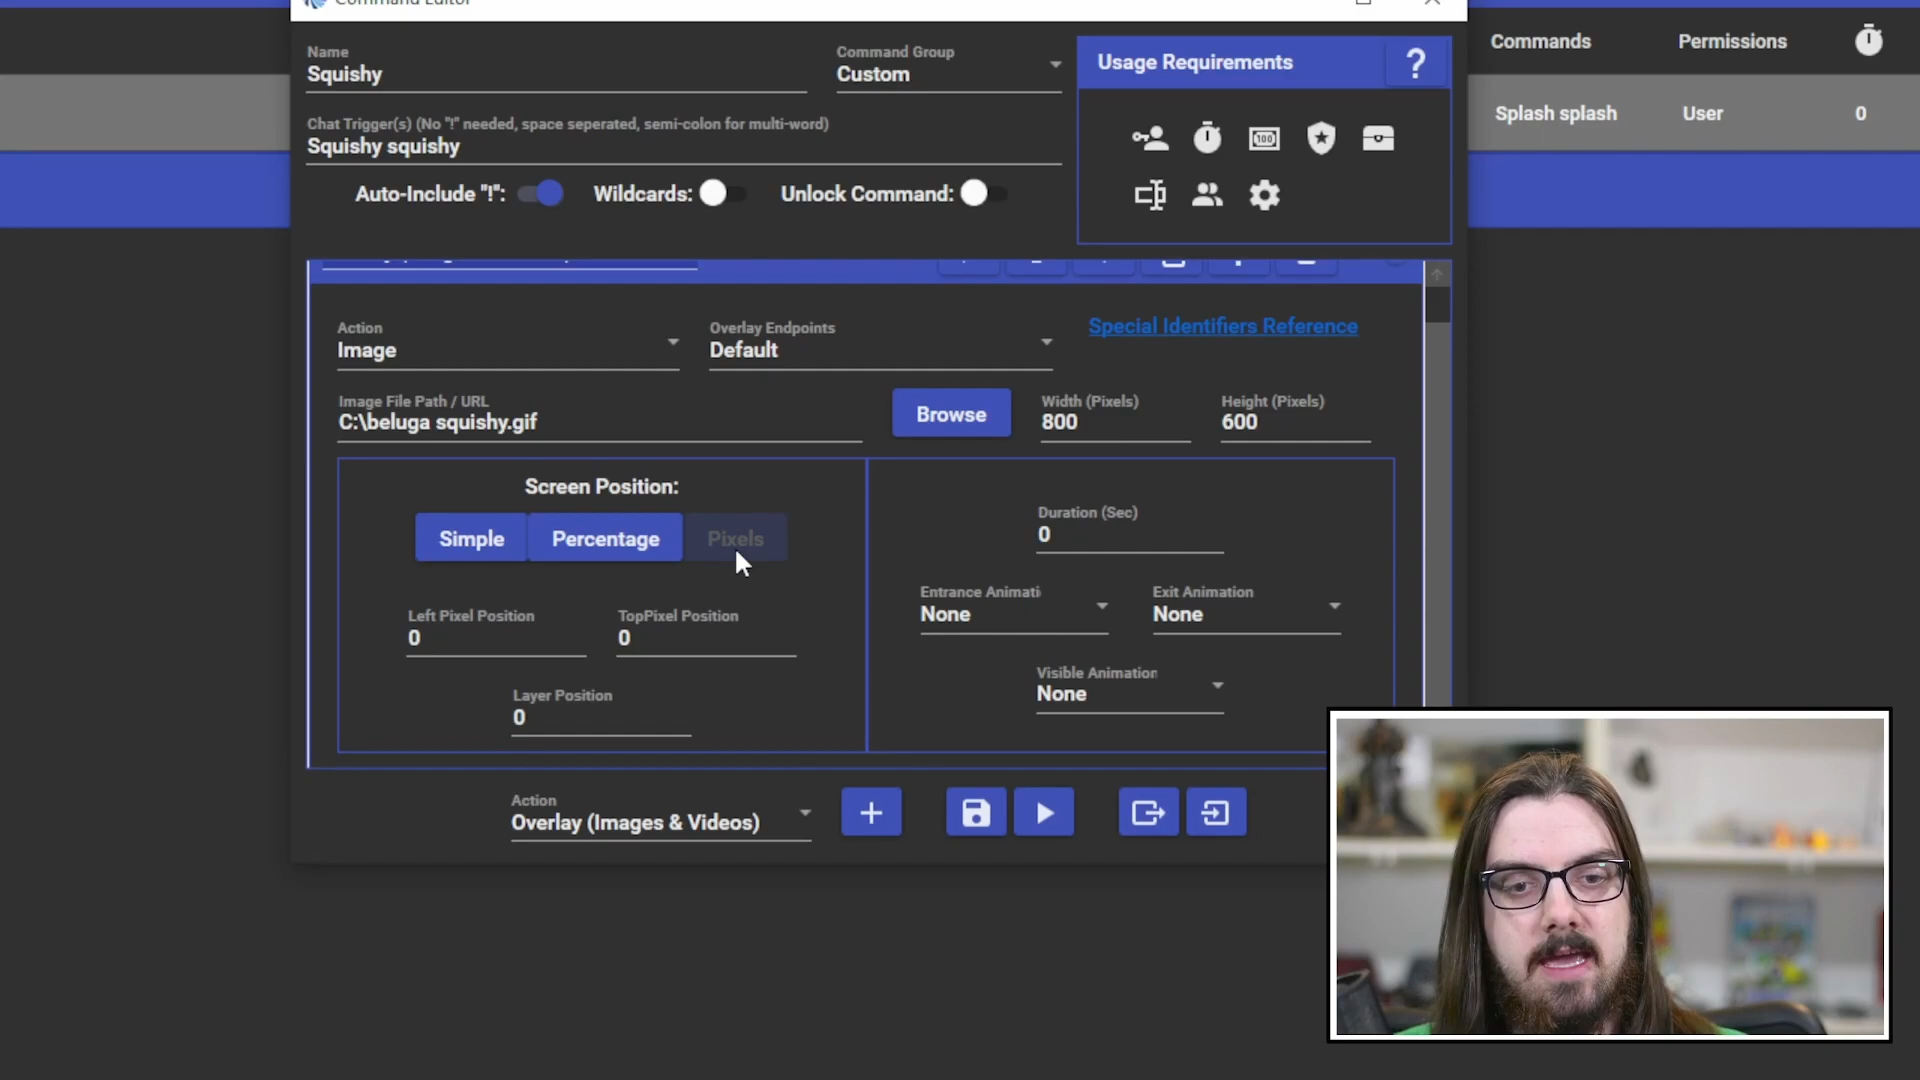 Command Editor
Name
Squishy
Command Group
Custom
Usage Requirements
?
Commands
Permissions
Splash splash
User
0
Chat Trigger(s) (No "!" needed, space seperated, semi-colon for multi-word)
Squishy squishy
Auto-Include "!":
Wildcards:
Unlock Command:
100
Action
Image
Overlay Endpoints
Default
Special Identifiers Reference
Image File Path / URL
C:\beluga squishy.gif
Browse
Width (Pixels)
800
Height (Pixels)
600
Screen Position:
Simple
Percentage
Pixels
Left Pixel Position
0
TopPixel Position
0
Layer Position
0
Duration (Sec)
0
Entrance Animati
None
Exit Animation
None
Visible Animation
None
Action
Overlay (Images & Videos)